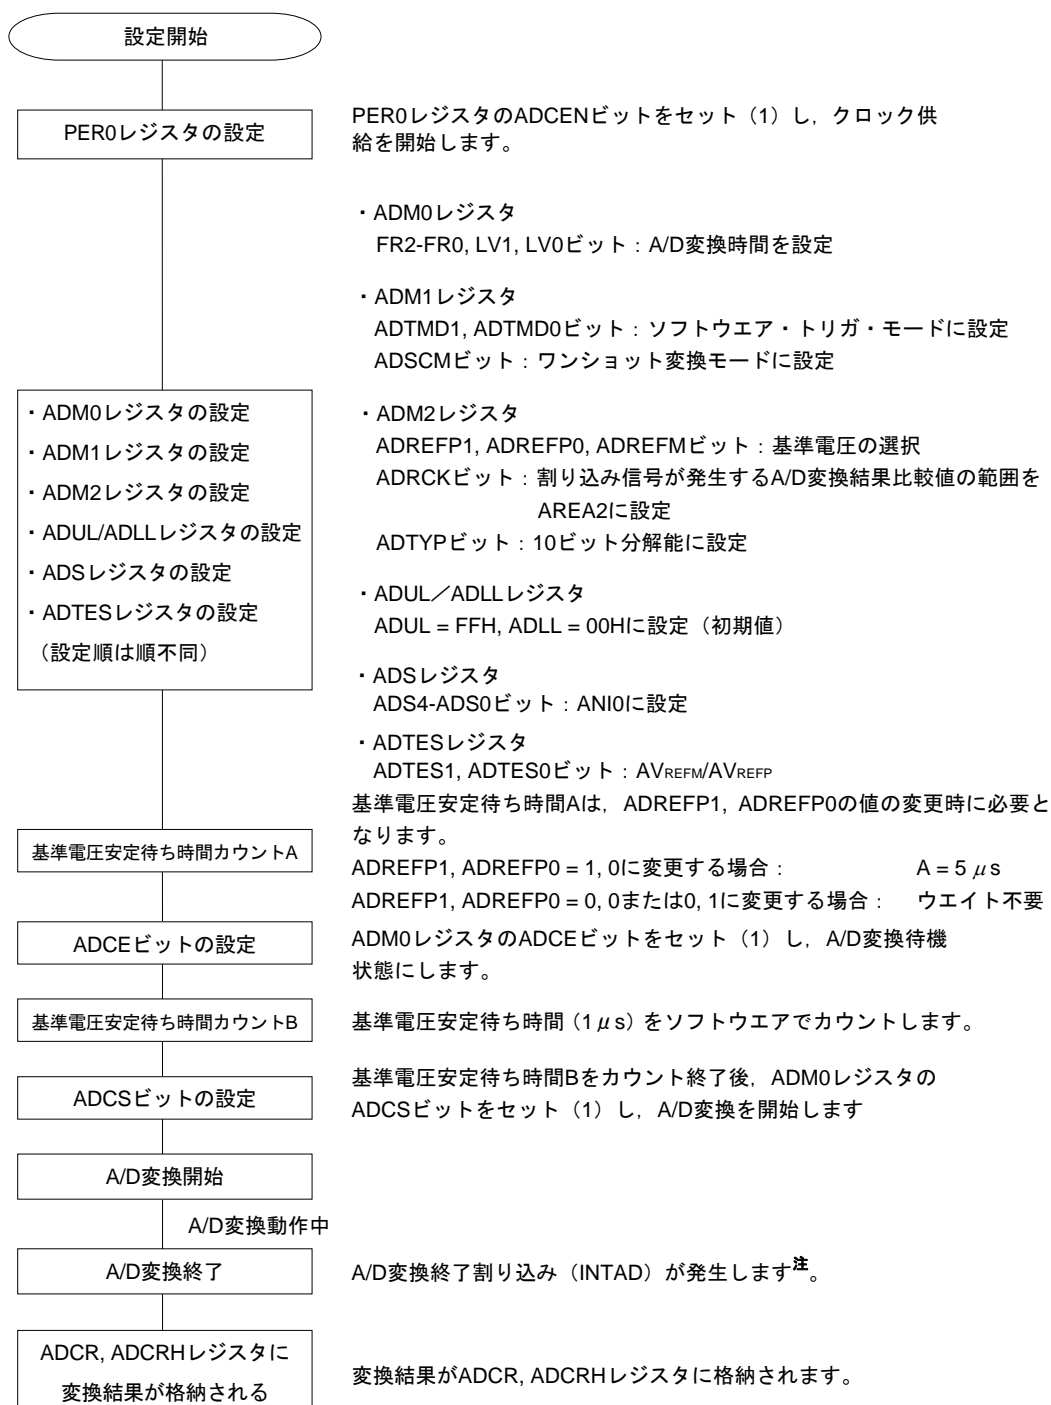 設定開始
PER0レジスタの設定
PER0レジスタのADCENビットをセット（1）し，クロック供
給を開始します。
・ADM0レジスタ
FR2-FR0, LV1, LV0ビット：A/D変換時間を設定
・ADM1レジスタ
ADTMD1, ADTMD0ビット：ソフトウエア・トリガ・モードに設定
ADSCMビット：ワンショット変換モードに設定
・ADM0レジスタの設定
・ADM1レジスタの設定
・ADM2レジスタの設定
・ADUL/ADLLレジスタの設定
・ADSレジスタの設定
・ADTESレジスタの設定
（設定順は順不同）
・ADM2レジスタ
ADREFP1, ADREFP0, ADREFMビット：基準電圧の選択
ADRCKビット：割り込み信号が発生するA/D変換結果比較値の範囲を
AREA2に設定
ADTYPビット：10ビット分解能に設定
・ADUL／ADLLレジスタ
ADUL = FFH, ADLL = 00Hに設定（初期値）
・ADSレジスタ
ADS4-ADS0ビット：ANI0に設定
・ADTESレジスタ
ADTES1, ADTES0ビット：AVREFM/AVREFP
基準電圧安定待ち時間カウントA
基準電圧安定待ち時間Aは，ADREFP1, ADREFP0の値の変更時に必要と
なります。
ADREFP1, ADREFP0 = 1, 0に変更する場合： A = 5 μs
ADREFP1, ADREFP0 = 0, 0または0, 1に変更する場合： ウエイト不要
ADCEビットの設定
ADM0レジスタのADCEビットをセット（1）し，A/D変換待機
状態にします。
基準電圧安定待ち時間カウントB
基準電圧安定待ち時間（1 μs）をソフトウエアでカウントします。
ADCSビットの設定
基準電圧安定待ち時間Bをカウント終了後，ADM0レジスタの
ADCSビットをセット（1）し，A/D変換を開始します
A/D変換開始
A/D変換動作中
A/D変換終了
A/D変換終了割り込み（INTAD）が発生します注。
ADCR, ADCRHレジスタに
変換結果が格納される
変換結果がADCR, ADCRHレジスタに格納されます。